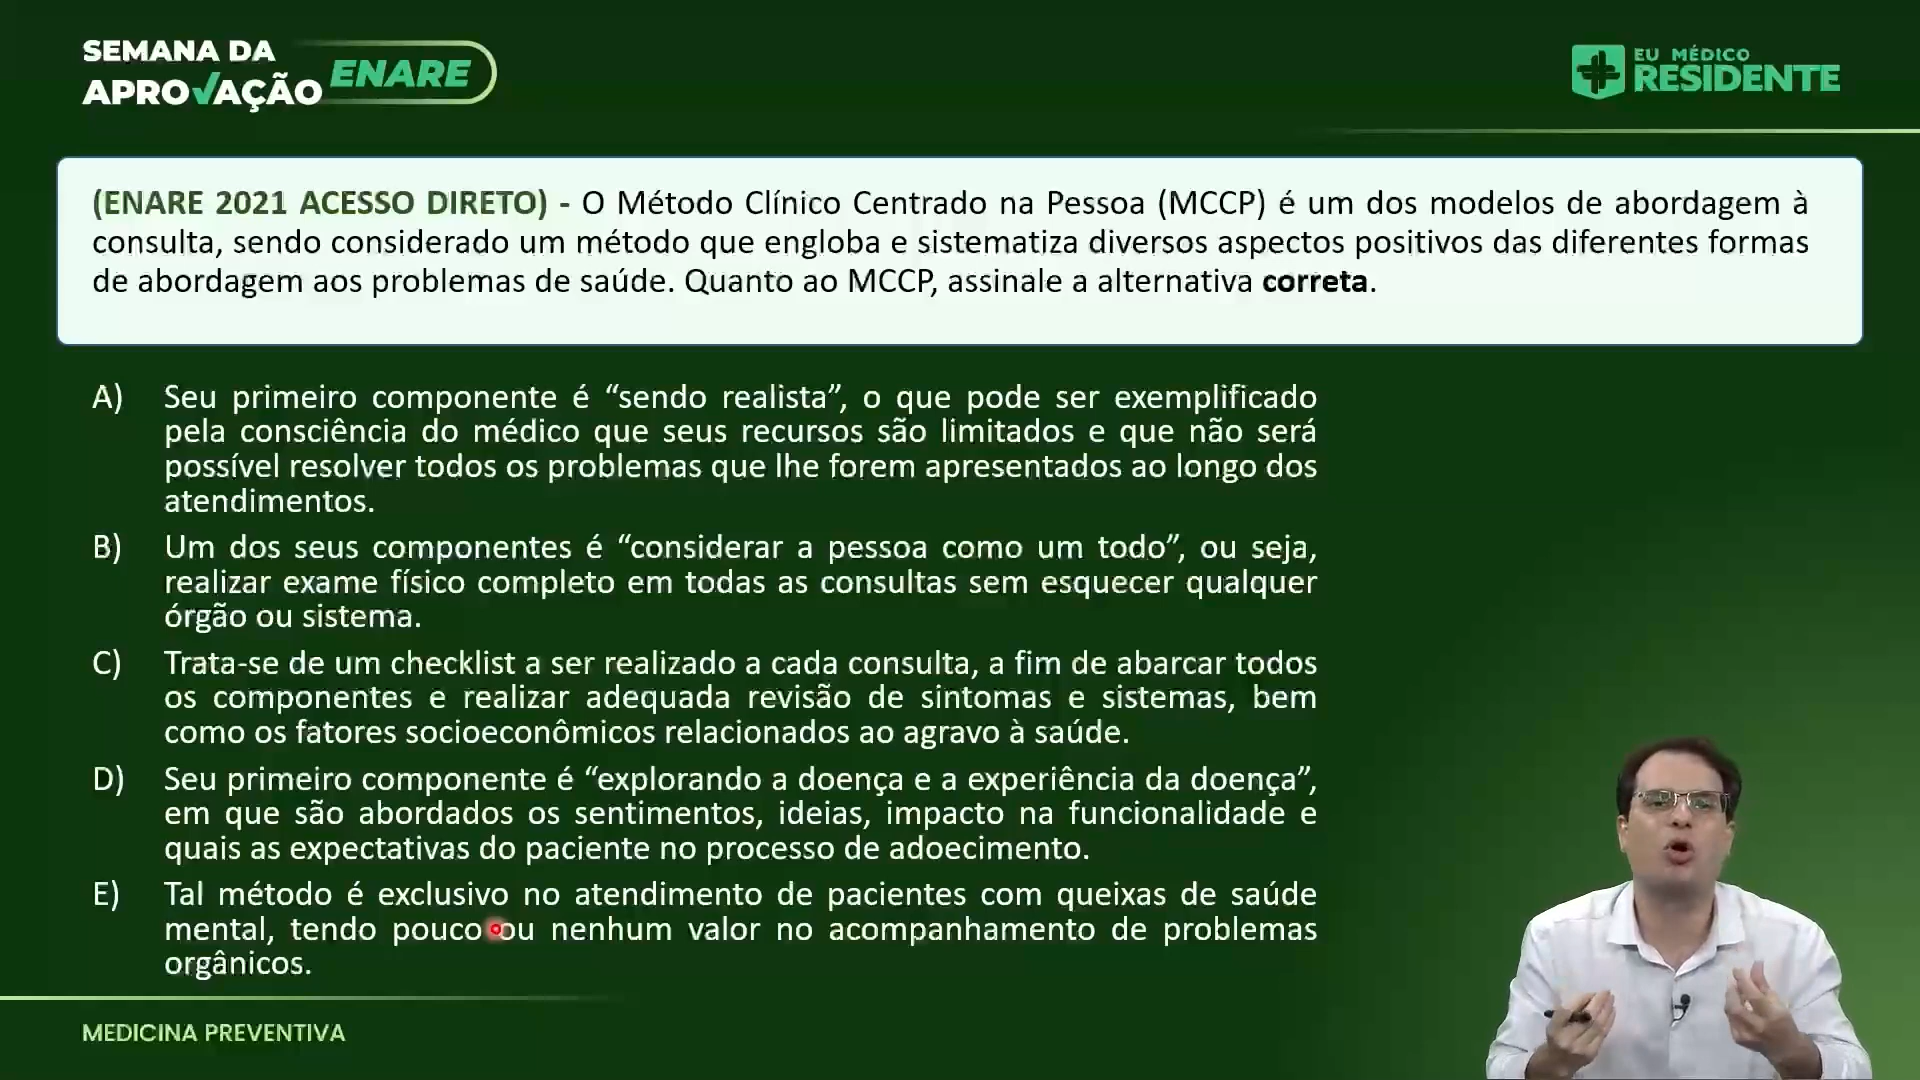 SEMANA DA
APROVAÇÃO ENARE
EU MÉDICO
RESIDENTE
(ENARE 2021 ACESSO DIRETO) - O Método Clínico Centrado na Pessoa (MCCP) é um dos modelos de abordagem à
consulta, sendo considerado um método que engloba e sistematiza diversos aspectos positivos das diferentes formas
de abordagem aos problemas de saúde. Quanto ao MCCP, assinale a alternativa correta.
A) Seu primeiro componente é “sendo realista”, o que pode ser exemplificado
pela consciência do médico que seus recursos são limitados e que não será
possível resolver todos os problemas que lhe forem apresentados ao longo dos
atendimentos.
B) Um dos seus componentes é “considerar a pessoa como um todo”, ou seja,
realizar exame físico completo em todas as consultas sem esquecer qualquer
órgão ou sistema.
C) Trata-se de um checklist a ser realizado a cada consulta, a fim de abarcar todos
os componentes e realizar adequada revisão de sintomas e sistemas, bem
como os fatores socioeconômicos relacionados ao agravo à saúde.
D) Seu primeiro componente é “explorando a doença e a experiência da doença”,
em que são abordados os sentimentos, ideias, impacto na funcionalidade e
quais as expectativas do paciente no processo de adoecimento.
E) Tal método é exclusivo no atendimento de pacientes com queixas de saúde
mental, tendo pouco ou nenhum valor no acompanhamento de problemas
orgânicos.
MEDICINA PREVENTIVA